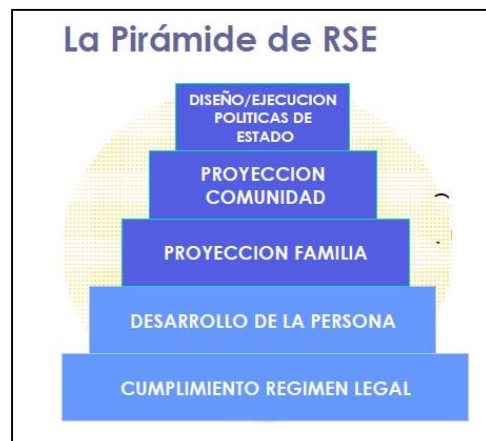 La Pirámide de RSE
DISEÑO/EJECUCION
POLITICAS DE
ESTADO
PROYECCION
COMUNIDAD
PROYECCION FAMILIA
DESARROLLO DE LA PERSONA
CUMPLIMIENTO REGIMEN LEGAL